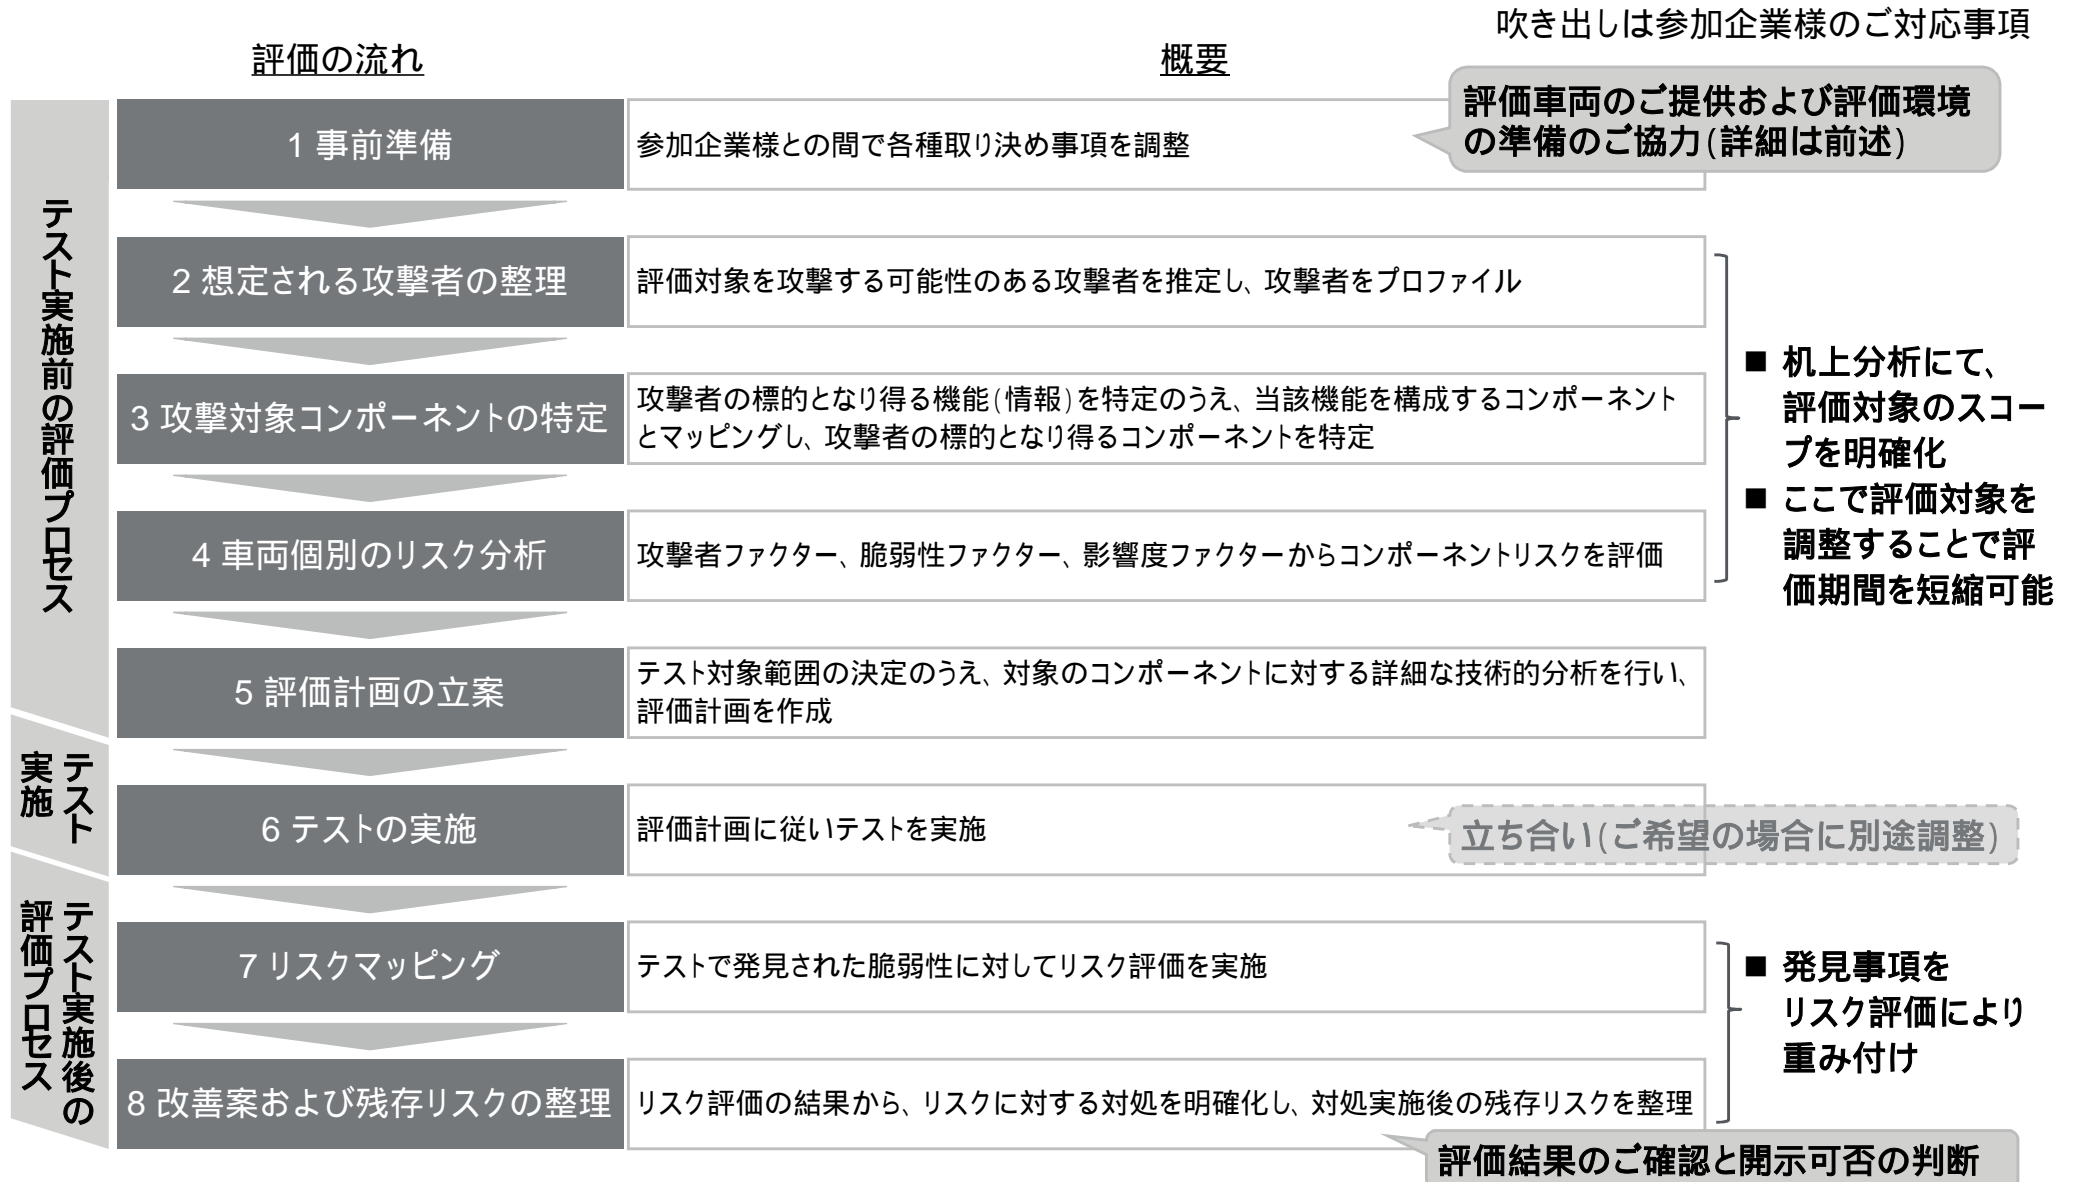 吹き出しは参加企業様のご対応事項
評価の流れ
概要
評価車両のご提供および評価環境
の準備のご協力(詳細は前述)
テスト実施前の評価プロセス
1 事前準備
参加企業様との間で各種取り決め事項を調整
2 想定される攻撃者の整理
評価対象を攻撃する可能性のある攻撃者を推定し、攻撃者をプロファイル
3 攻撃対象コンポーネントの特定
攻撃者の標的となり得る機能(情報)を特定のうえ、当該機能を構成するコンポーネント
とマッピングし、攻撃者の標的となり得るコンポーネントを特定
4 車両個別のリスク分析
攻撃者ファクター、脆弱性ファクター、影響度ファクターからコンポーネントリスクを評価
■ 机上分析にて、
評価対象のスコー
プを明確化
■ ここで評価対象を
調整することで評
価期間を短縮可能
5 評価計画の立案
テスト対象範囲の決定のうえ、対象のコンポーネントに対する詳細な技術的分析を行い、
評価計画を作成
テスト
実施
6 テストの実施
評価計画に従いテストを実施
立ち合い(ご希望の場合に別途調整)
テスト実施後の
評価プロセス
7 リスクマッピング
テストで発見された脆弱性に対してリスク評価を実施
■ 発見事項を
リスク評価により
重み付け
8 改善案および残存リスクの整理
リスク評価の結果から、リスクに対する対処を明確化し、対処実施後の残存リスクを整理
評価結果のご確認と開示可否の判断